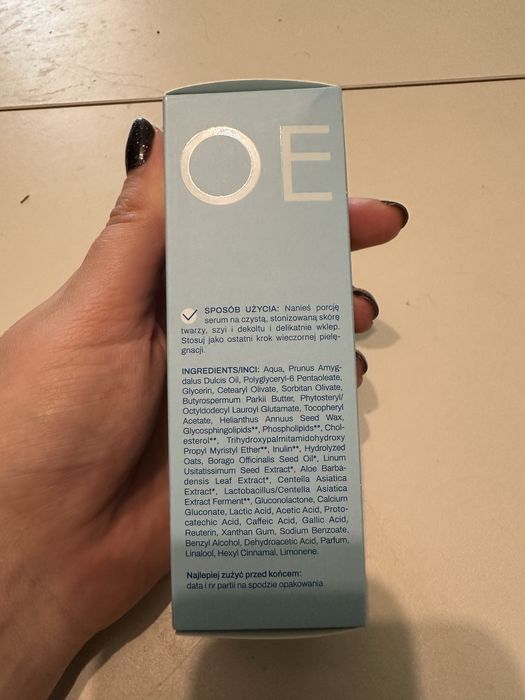 OE
SPOSÓB UŻYCIA: Nanieś porcję
serum na czystą, stonizowaną skórę
twarzy, szyi i dekoltu i delikatnie wklep.
Stosuj jako ostatni krok wieczornej pielę-
gnacji.
INGREDIENTS/INCI: Aqua, Prunus Amyg-
dalus Dulcis Oil, Polyglyceryl-6 Pentaoleate,
Glycerin, Cetearyl Olivate, Sorbitan Olivate,
Butyrospermum Parkii Butter, Phytosteryl/
Octyldodecyl Lauroyl Glutamate, Tocopheryl
Acetate, Helianthus Annuus Seed Wax,
Glycosphingolipids**, Phospholipids**, Chol-
esterol**, Trihydroxypalmitamidohydroxy
Propyl Myristyl Ether**, Inulin**, Hydrolyzed
Oats, Borago Officinalis Seed Oil*, Linum
Usitatissimum Seed Extract*, Aloe Barba-
densis Leaf Extract*, Centella Asiatica
Extract*, Lactobacillus/Centella Asiatica
Extract Ferment**, Gluconolactone, Calcium
Gluconate, Lactic Acid, Acetic Acid, Proto-
catechic Acid, Caffeic Acid, Gallic Acid,
Reuterin, Xanthan Gum, Sodium Benzoate,
Benzyl Alcohol, Dehydroacetic Acid, Parfum,
Linalool, Hexyl Cinnamal, Limonene.
Najlepiej zużyć przed końcem:
data i nr partii na spodzie opakowania.